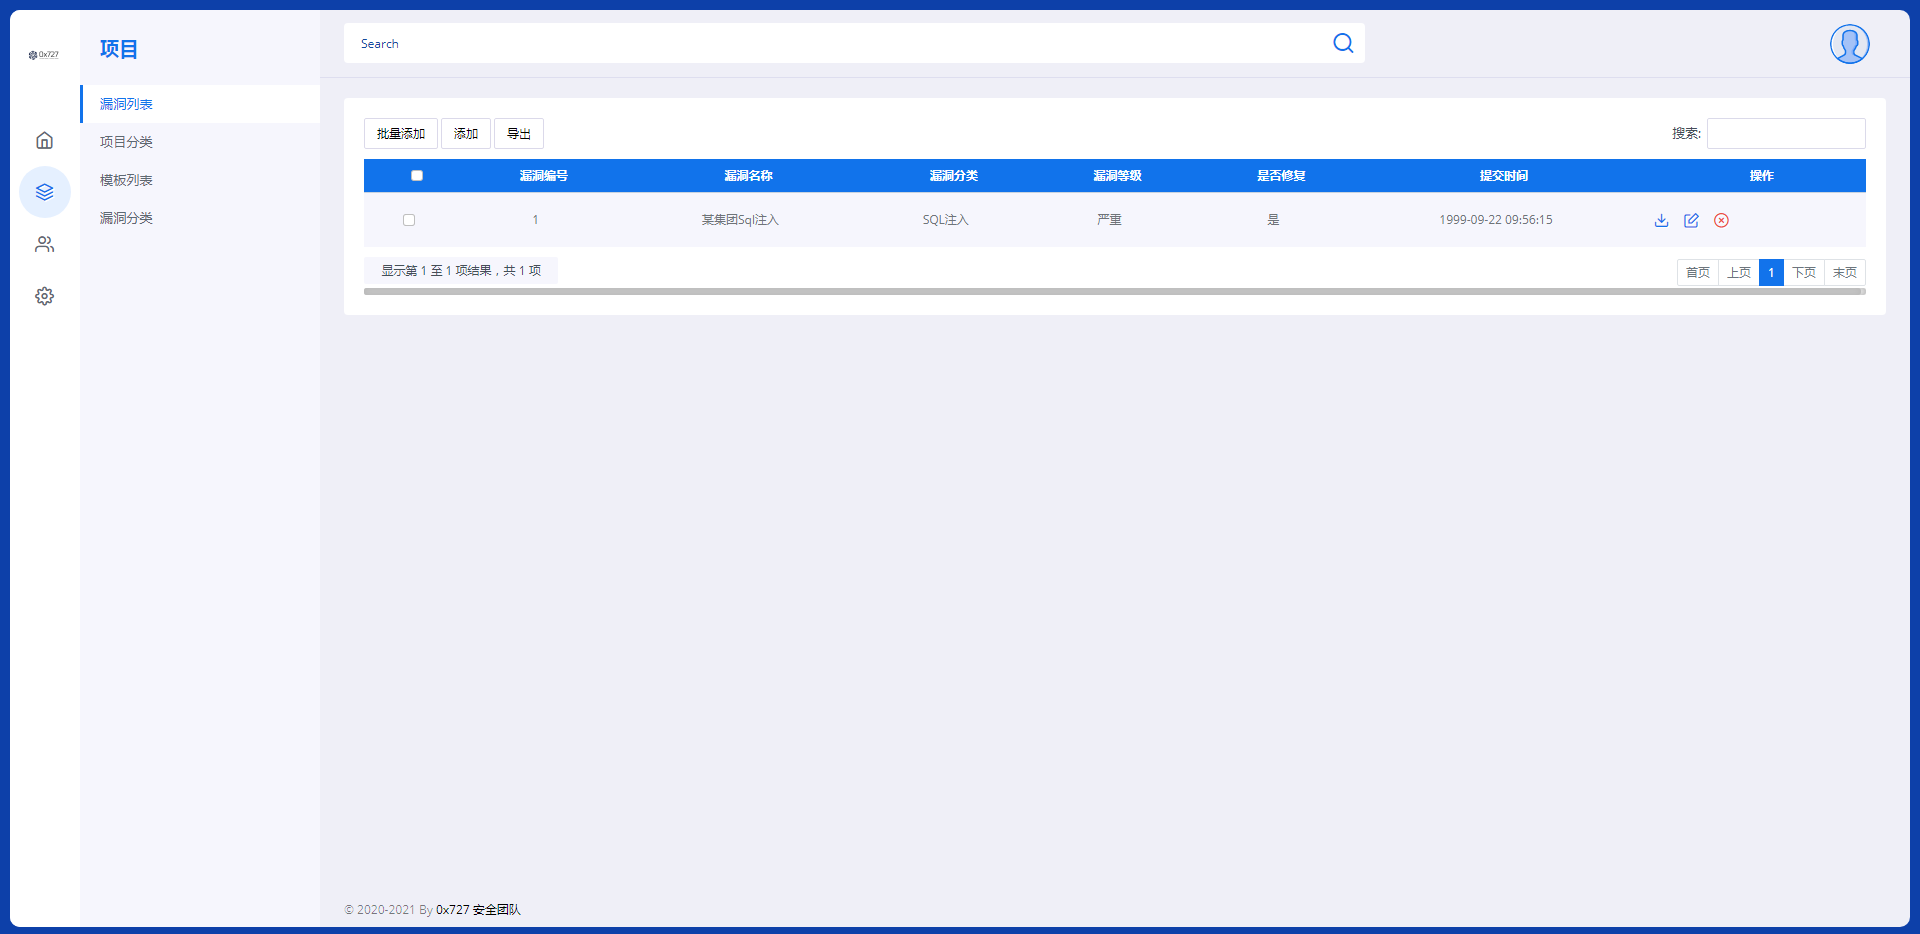 0x727
项目
漏洞列表
项目分类
模板列表
漏洞分类
Search
批量添加 添加 导出 搜索:
漏洞编号 漏洞名称 漏洞分类 漏洞等级 是否修复 提交时间 操作
1 某集团Sql注入 SQL注入 严重 是 1999-09-22 09:56:15
显示第 1 至 1 项结果，共 1 项
首页 上页 1 下页 末页
© 2020-2021 By 0x727 安全团队